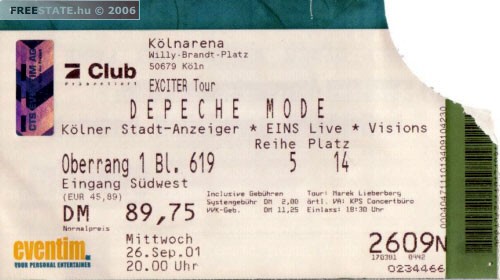 FREESTATE.hu © 2006
Kölnarena
Willy-Brandt-Platz
50679 Köln
Club
Präsentiert
EXCITER Tour
DEPECHE MODE
Kölner Stadt-Anzeiger * EINS Live * Visions
Reihe Platz
Oberrang 1 Bl. 619 5 14
Eingang Südwest
(EUR 45,89)
DM 89,75
Normalpreis
Inclusive Gebühren
Systemgebühr DM 2,00
VVK-Geb. DM 11,25
Tour: Marek Lieberberg
örtl. VA: KPS Concertbüro
Einlass: 18:30 Uhr
Mittwoch
26.Sep.01
20.00 Uhr
eventim.
YOUR PERSONAL ENTERTAINER
2609N
170301 0442
0234466